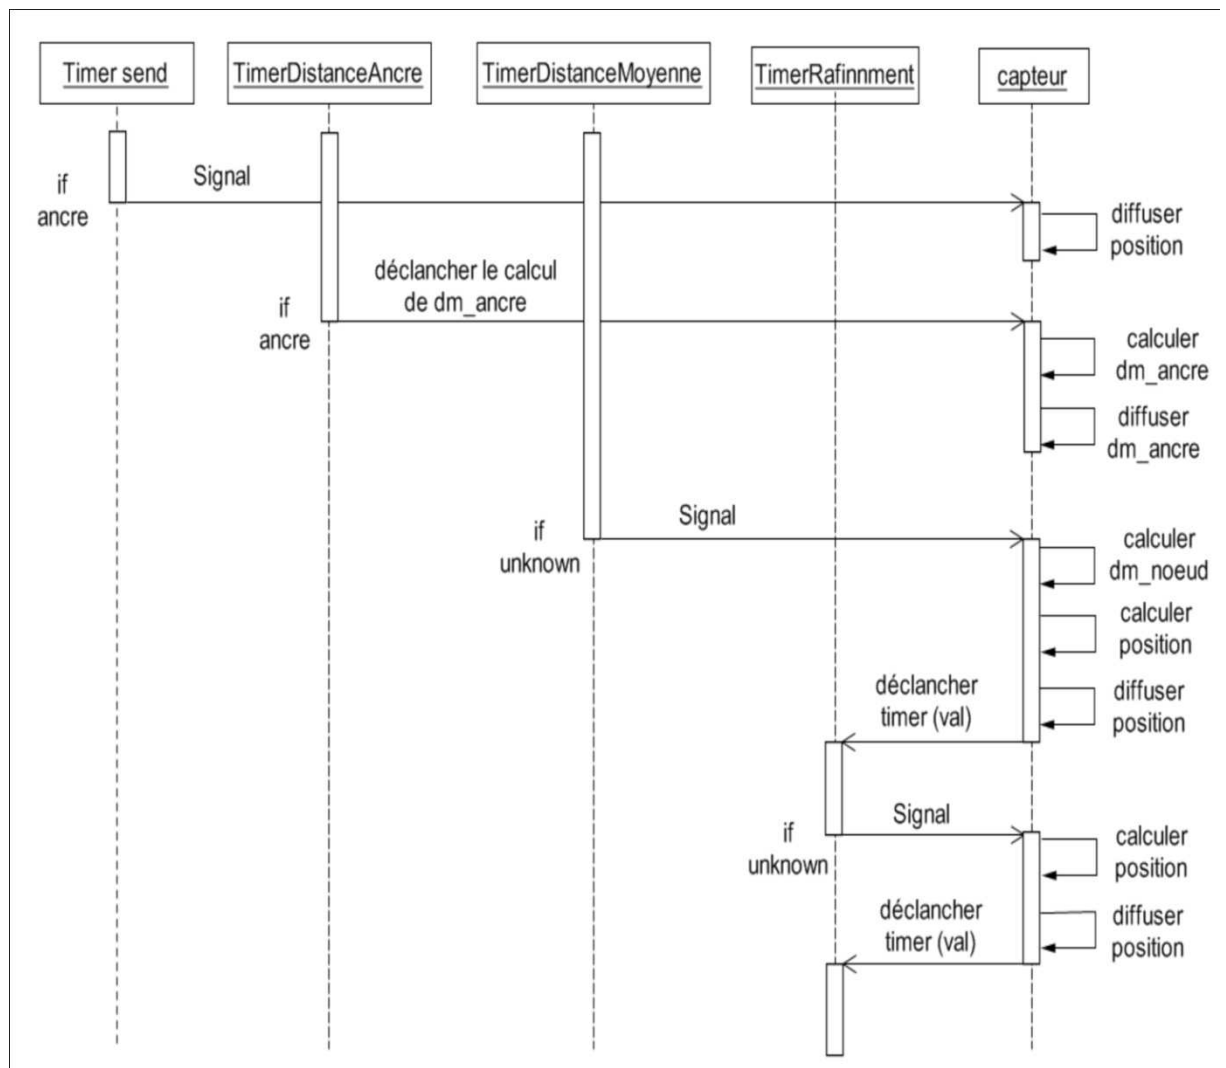 Timer send
TimerDistanceAncre
TimerDistanceMoyenne
TimerRafinnment
capteur
if
ancre
Signal
diffuser
position
déclancher le calcul
de dm_ancre
if
ancre
calculer
dm_ancre
diffuser
dm_ancre
if
unknown
Signal
calculer
dm_noeud
calculer
position
déclancher
timer (val)
diffuser
position
if
unknown
Signal
calculer
position
déclancher
timer (val)
diffuser
position